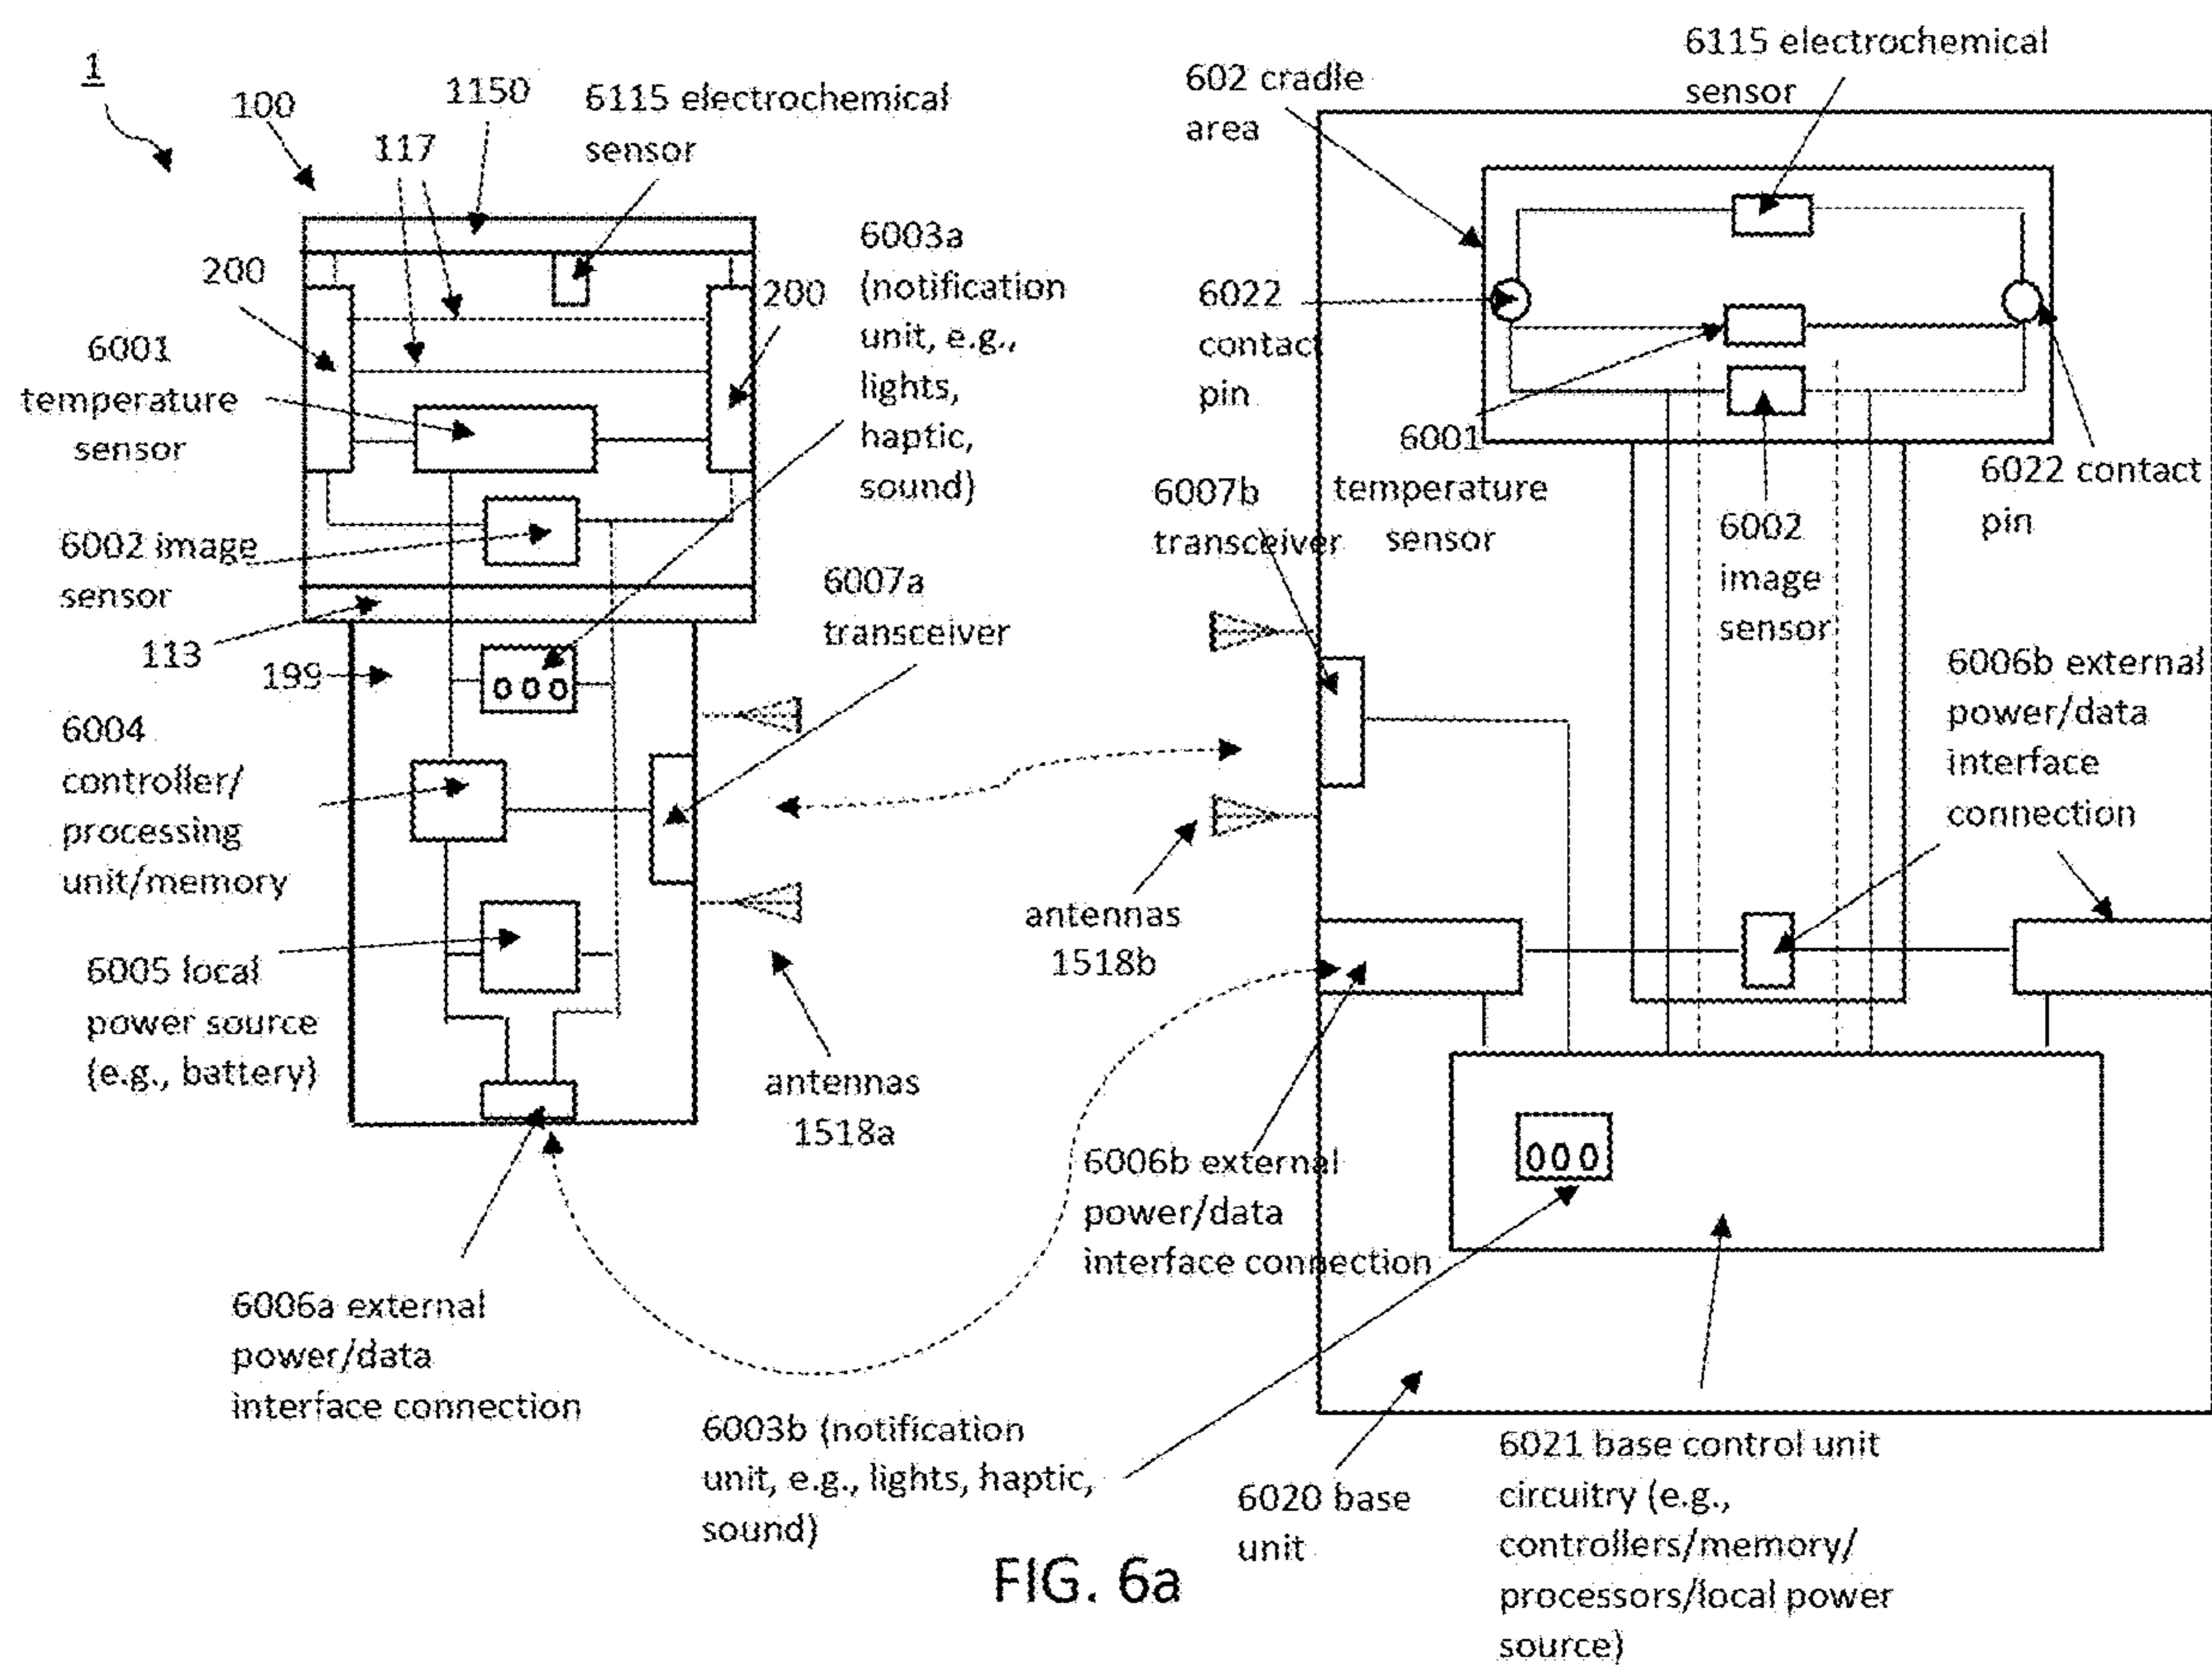 1
100
1150
117
6115 electrochemical
sensor
200
200
6001
temperature
sensor
6003a
(notification
unit, e.g.,
lights,
haptic,
sound)
6002 image
sensor
113
199
6007a
transceiver
6004
controller/
processing
unit/memory
000
6005 local
power source
(e.g., battery)
antennas
1518a
6006a external
power/data
interface connection
6115 electrochemical
sensor
602 cradle
area
6022
contact
pin
6001
temperature
sensor
6002
image
sensor
6022 contact
pin
6007b
transceiver
6006b external
power/data
interface
connection
antennas
1518b
6006b external
power/data
interface connection
000
6003b (notification
unit, e.g., lights, haptic,
sound)
6020 base
unit
6021 base control unit
circuitry (e.g.,
controllers/memory/
processors/local power
source)
FIG. 6a